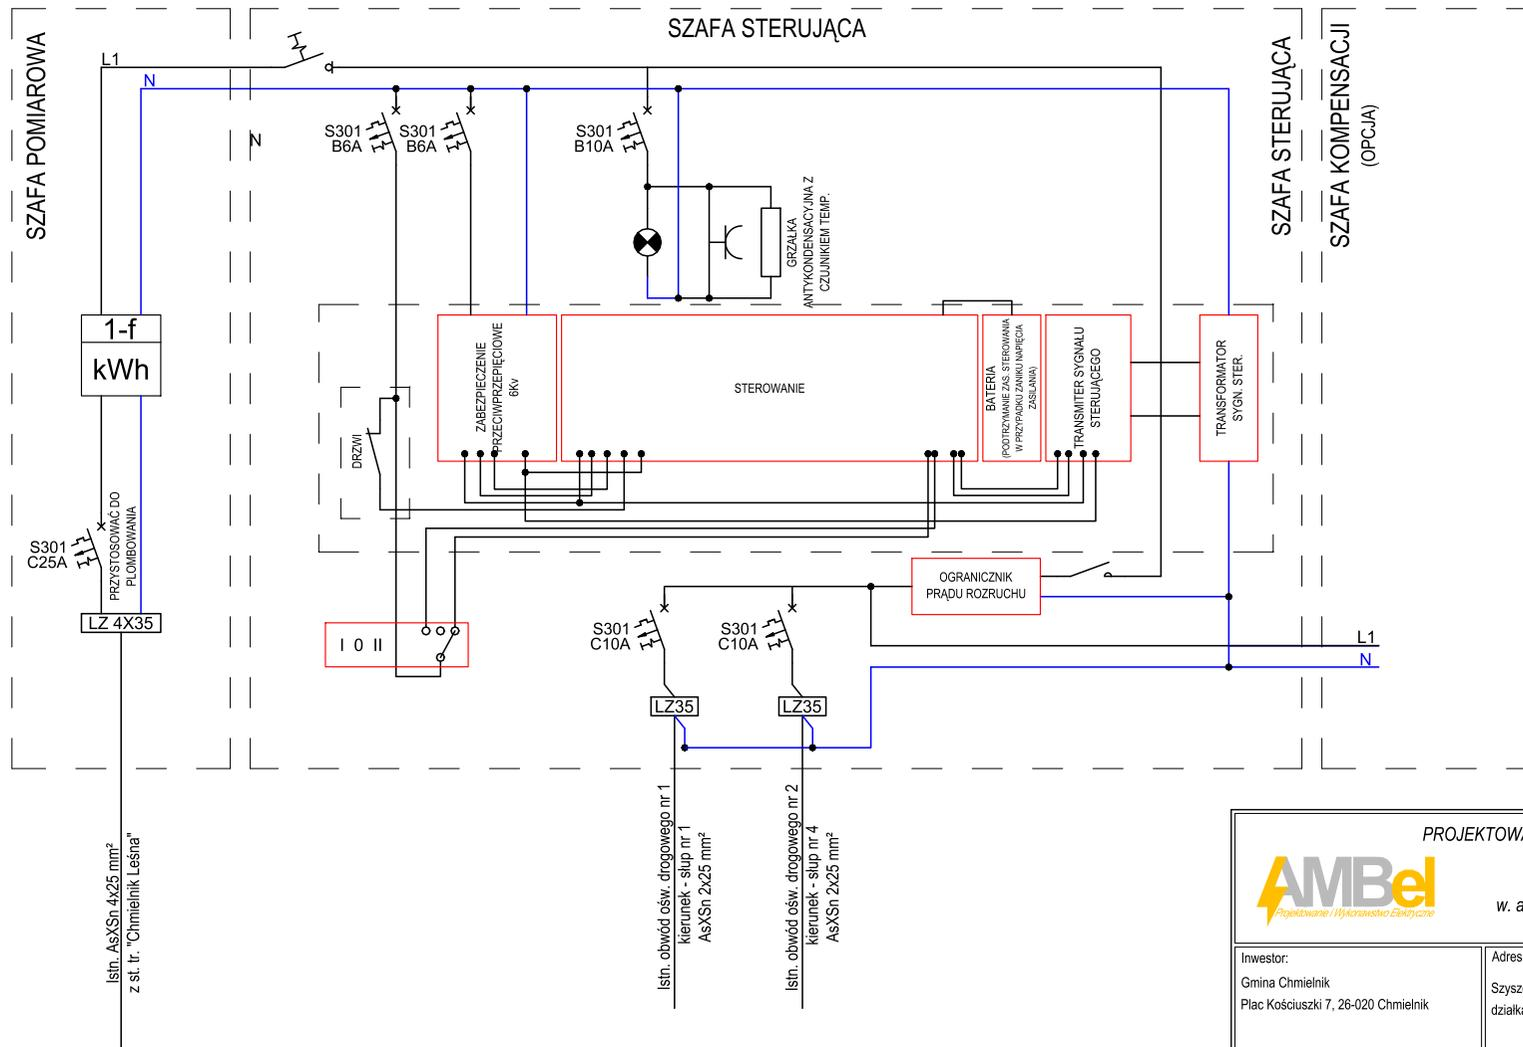 SZAFA STERUJĄCA
SZAFA POMIAROWA
L1
N
N
S301
B6A
S301
B6A
S301
B10A
GRZAŁKA
ANTYKONDENSACYJNA Z
CZUJNIKIEM TEMP.
SZAFA STERUJĄCA
SZAFA KOMPENSACJI
(OPCJA)
1-f
kWh
DRZWI
ZABEZPIECZENIE
PRZECIWPRZEPIĘCIOWE
6Kv
STEROWANIE
BATERIA
(PODTRZYMANIE ZAS. STEROWANIA
W PRZYPADKU ZANIKU NAPIĘCIA
ZASILANIA)
TRANSMITER SYGNAŁU
STERUJĄCEGO
TRANSFORMATOR
SYGN. STER.
S301
C25A
PRZYSTOSOWAĆ DO
PLOMBOWANIA
LZ 4X35
I 0 II
OGRANICZNIK
PRĄDU ROZRUCHU
S301
C10A
S301
C10A
L1
N
LZ35
LZ35
Istn. AsXSn 4x25 mm²
z st. tr. "Chmielnik Leśna"
Istn. obwód ośw. drogowego nr 1
kierunek - słup nr 1
AsXSn 2x25 mm²
Istn. obwód ośw. drogowego nr 2
kierunek - słup nr 4
AsXSn 2x25 mm²
PROJEKTOWA
AMBel
Projektowanie i Wykonawstwo Elektryczne
w. a
Inwestor:
Gmina Chmielnik
Plac Kościuszki 7, 26-020 Chmielnik
Adres
Szysz
działka